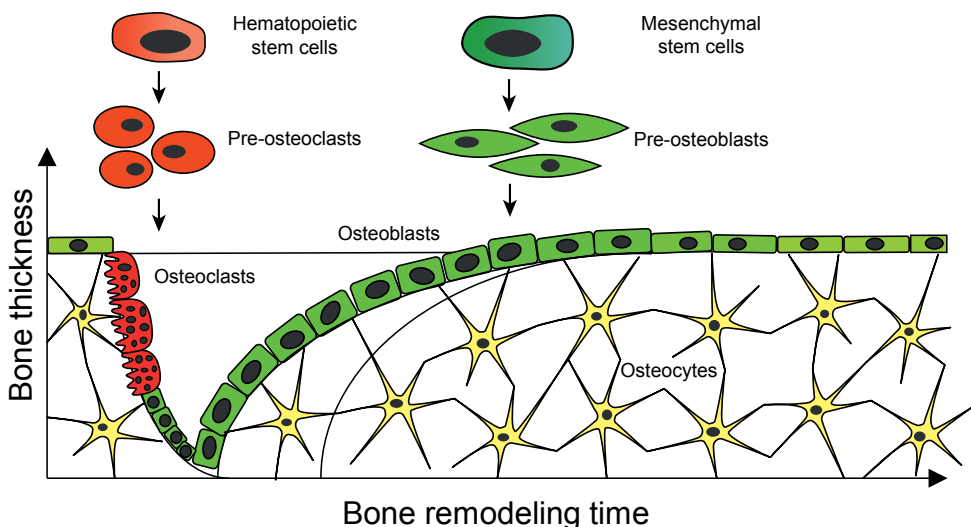 Hematopoietic
stem cells
Mesenchymal
stem cells
Pre-osteoclasts
Pre-osteoblasts
Bone thickness
Osteoblasts
Osteoclasts
Osteocytes
Bone remodeling time